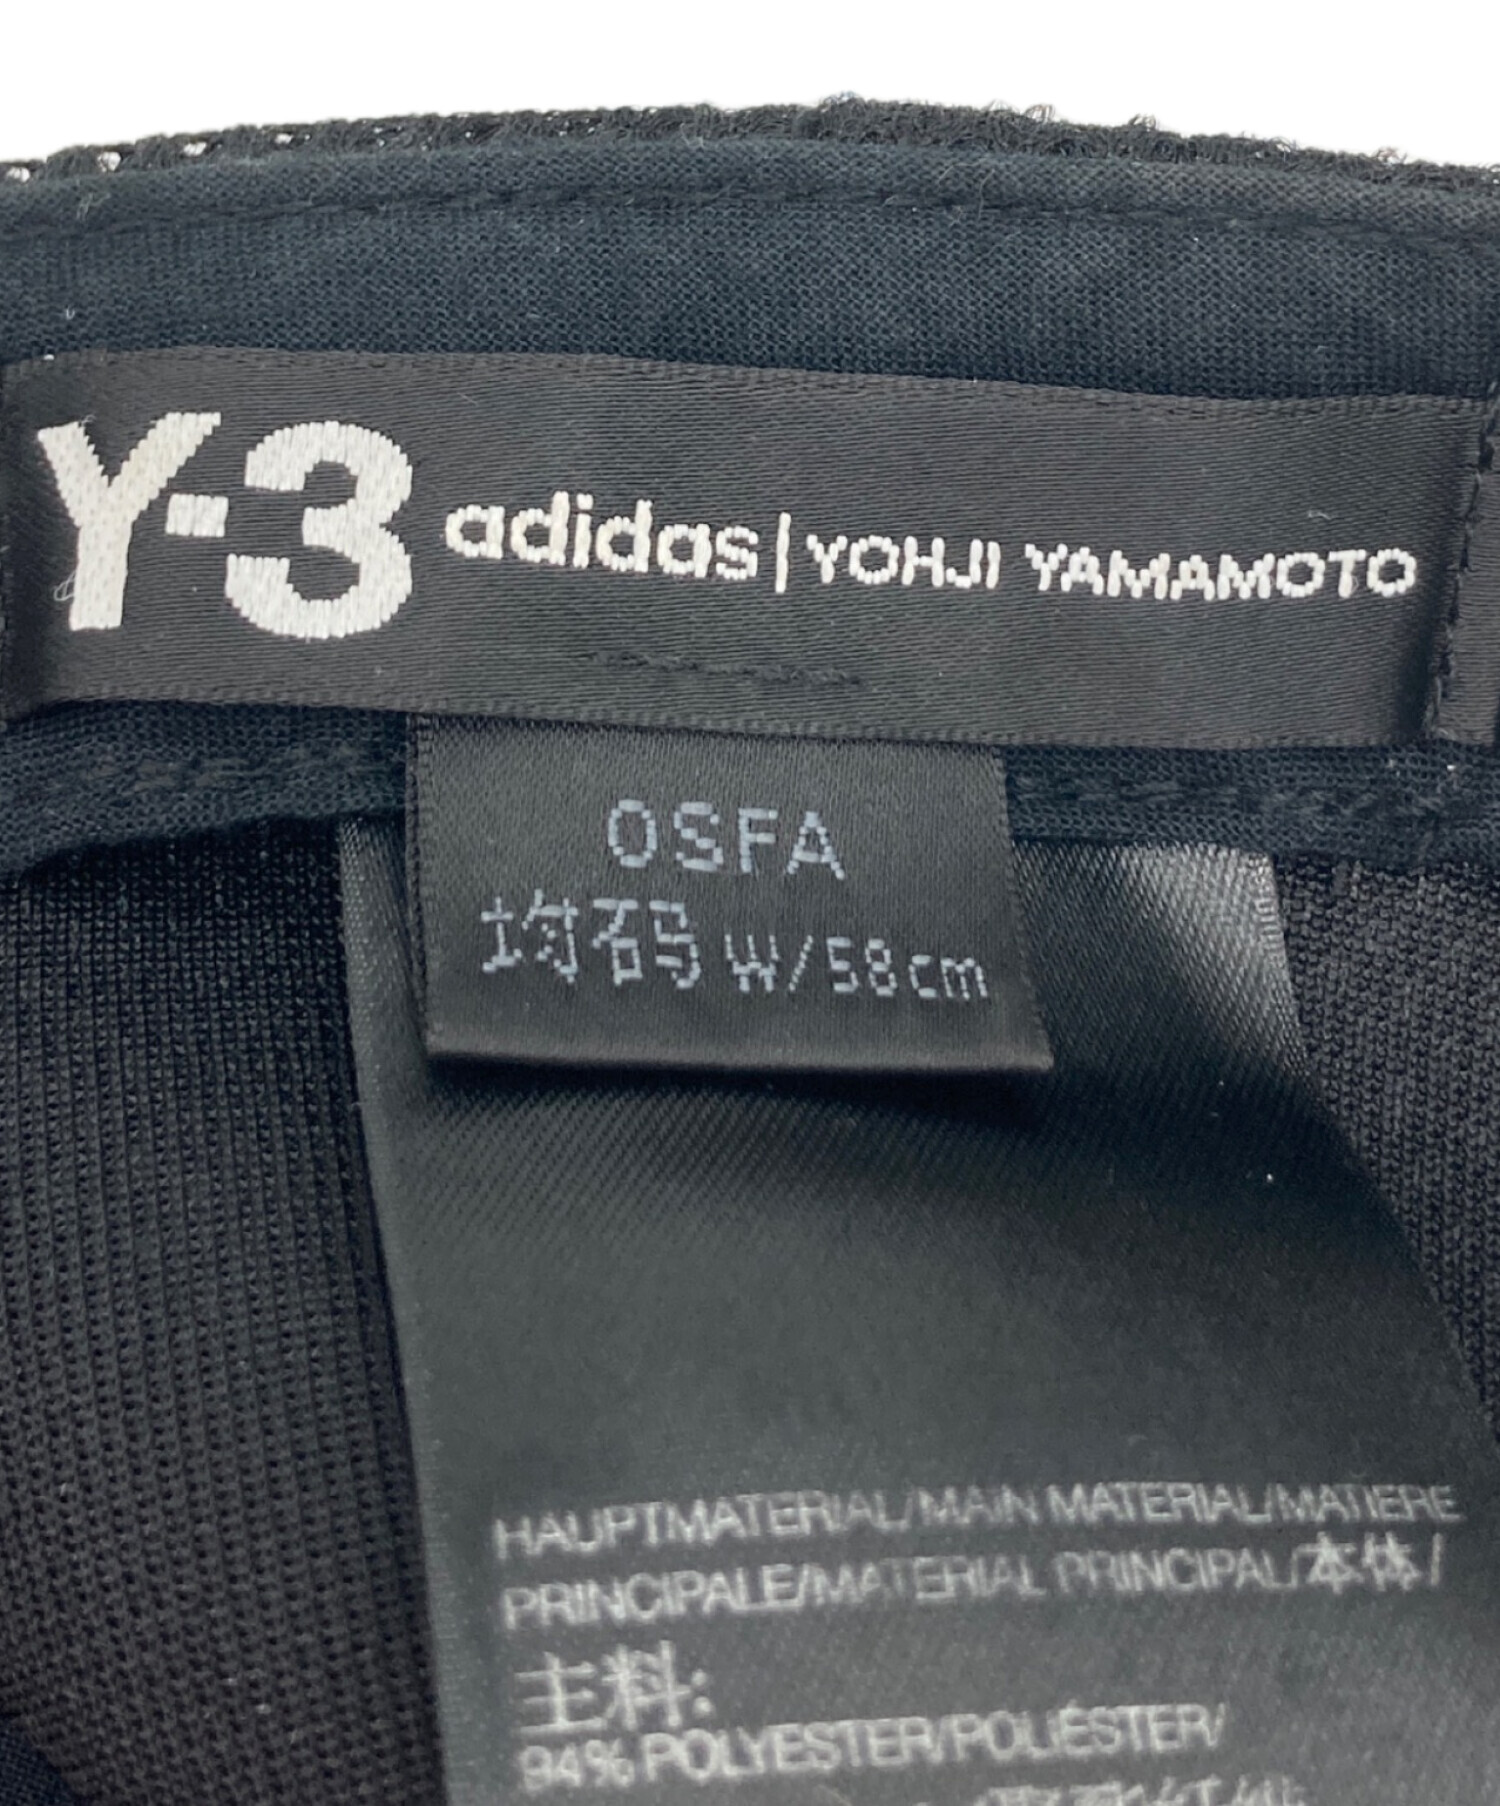 Y-3 adidas | YOHJI YAMAMOTO
OSFA
均码 W/58cm
HAUPTMATERIAL/MAIN MATERIAL/MATIERE
PRINCIPALE/MATERIAL PRINCIPAL/本体/
主料:
94% POLYESTER/POLIÉSTER/